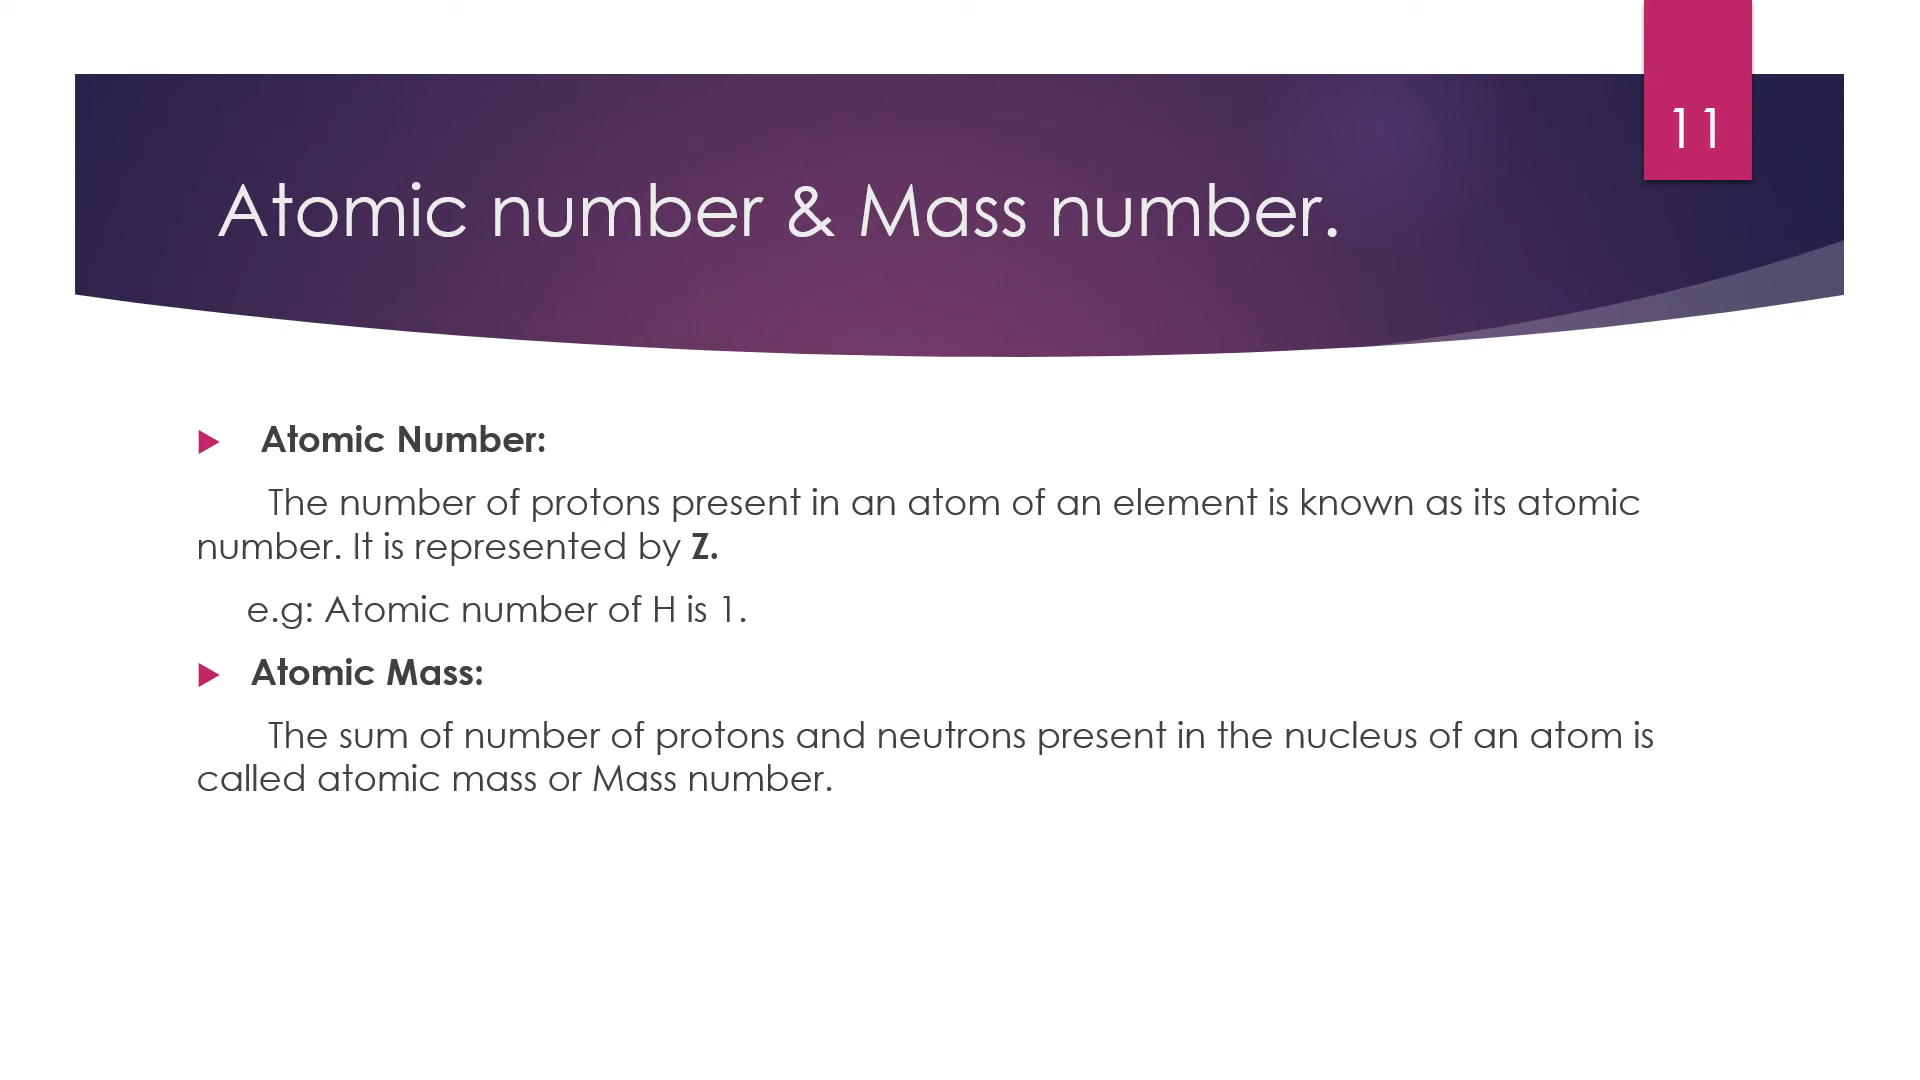 11
Atomic number & Mass number.
Atomic Number:
The number of protons present in an atom of an element is known as its atomic
number. It is represented by Z.
e.g: Atomic number of H is 1.
Atomic Mass:
The sum of number of protons and neutrons present in the nucleus of an atom is
called atomic mass or Mass number.